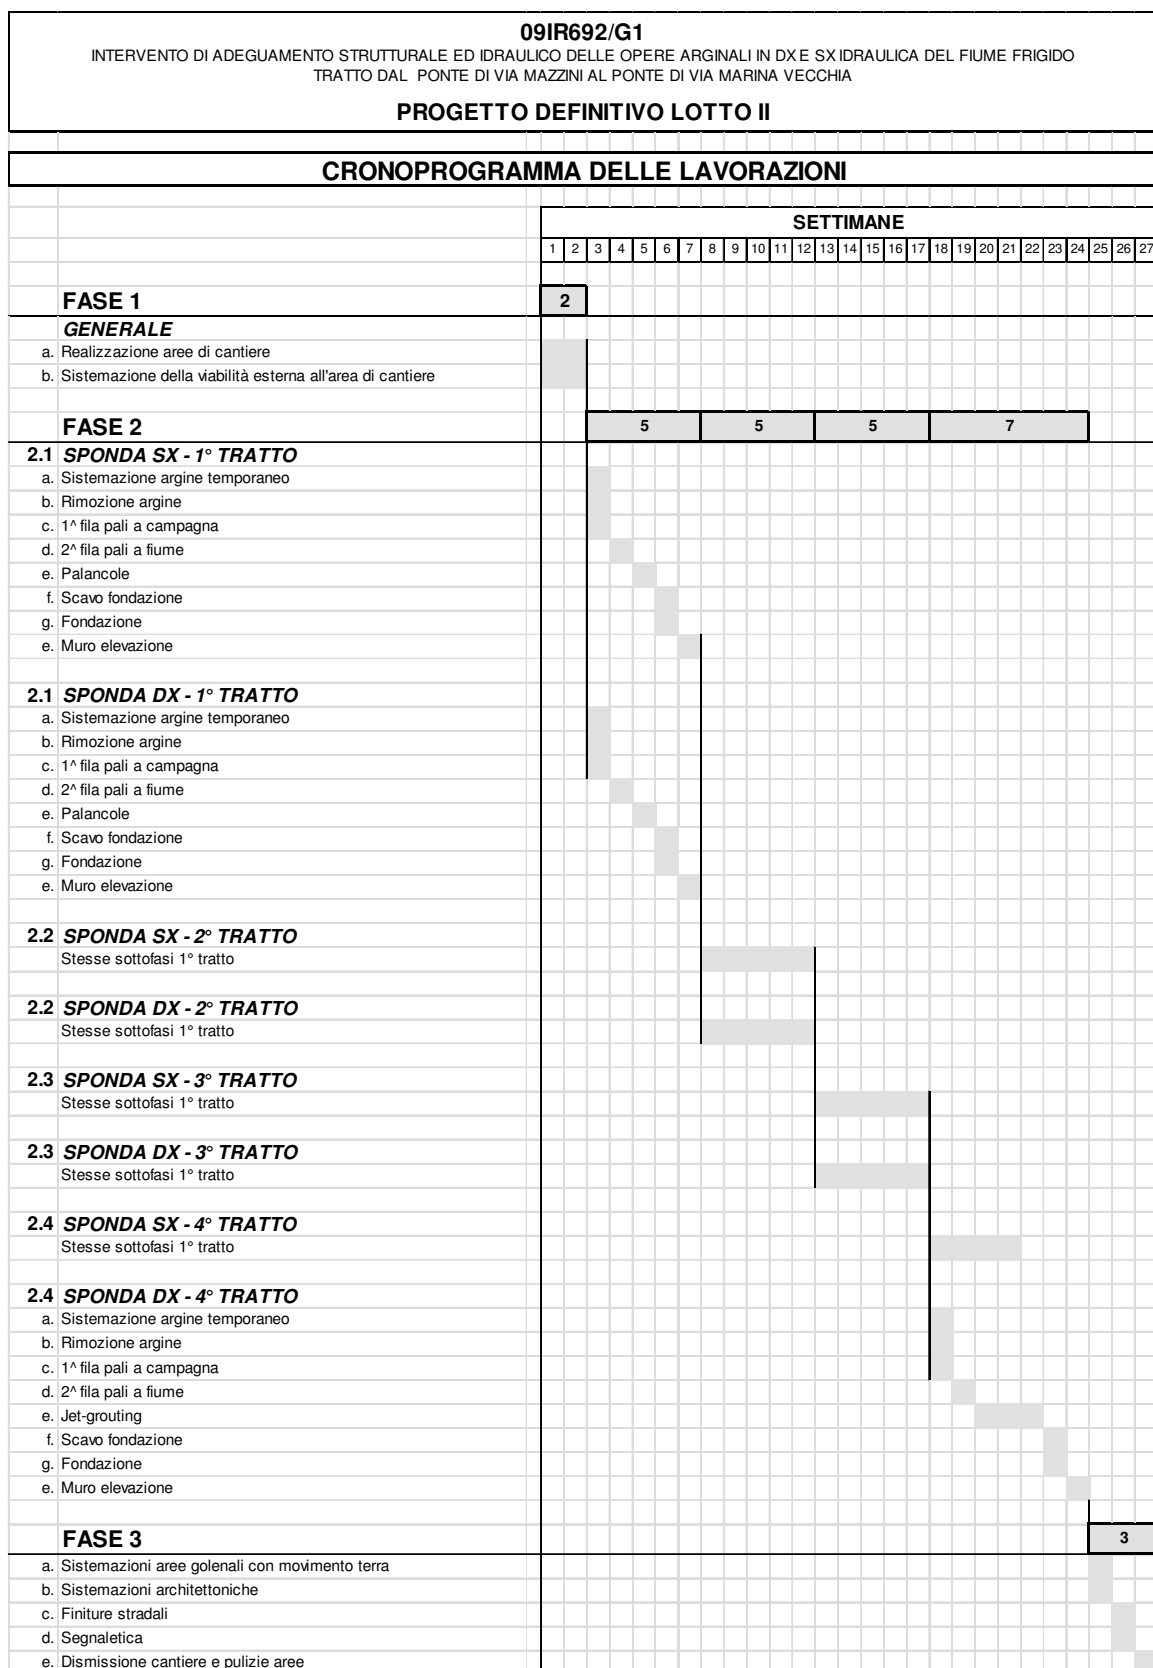 09IR692/G1
INTERVENTO DI ADEGUAMENTO STRUTTURALE ED IDRAULICO DELLE OPERE ARGINALI IN DX E SX IDRAULICA DEL FIUME FRIGIDO
TRATTO DAL PONTE DI VIA MAZZINI AL PONTE DI VIA MARINA VECCHIA
PROGETTO DEFINITIVO LOTTO II
CRONOPROGRAMMA DELLE LAVORAZIONI
SETTIMANE
1 2 3 4 5 6 7 8 9 10 11 12 13 14 15 16 17 18 19 20 21 22 23 24 25 26 27
FASE 1 2
GENERALE
a. Realizzazione aree di cantiere
b. Sistemazione della viabilità esterna all'area di cantiere
FASE 2 5 5 5 7
2.1 SPONDA SX - 1° TRATTO
a. Sistemazione argine temporaneo
b. Rimozione argine
c. 1^ fila pali a campagna
d. 2^ fila pali a fiume
e. Palancole
f. Scavo fondazione
g. Fondazione
e. Muro elevazione
2.1 SPONDA DX - 1° TRATTO
a. Sistemazione argine temporaneo
b. Rimozione argine
c. 1^ fila pali a campagna
d. 2^ fila pali a fiume
e. Palancole
f. Scavo fondazione
g. Fondazione
e. Muro elevazione
2.2 SPONDA SX - 2° TRATTO
Stesse sottofasi 1° tratto
2.2 SPONDA DX - 2° TRATTO
Stesse sottofasi 1° tratto
2.3 SPONDA SX - 3° TRATTO
Stesse sottofasi 1° tratto
2.3 SPONDA DX - 3° TRATTO
Stesse sottofasi 1° tratto
2.4 SPONDA SX - 4° TRATTO
Stesse sottofasi 1° tratto
2.4 SPONDA DX - 4° TRATTO
a. Sistemazione argine temporaneo
b. Rimozione argine
c. 1^ fila pali a campagna
d. 2^ fila pali a fiume
e. Jet-grouting
f. Scavo fondazione
g. Fondazione
e. Muro elevazione
FASE 3 3
a. Sistemazioni aree golenali con movimento terra
b. Sistemazioni architettoniche
c. Finiture stradali
d. Segnaletica
e. Dismissione cantiere e pulizie aree